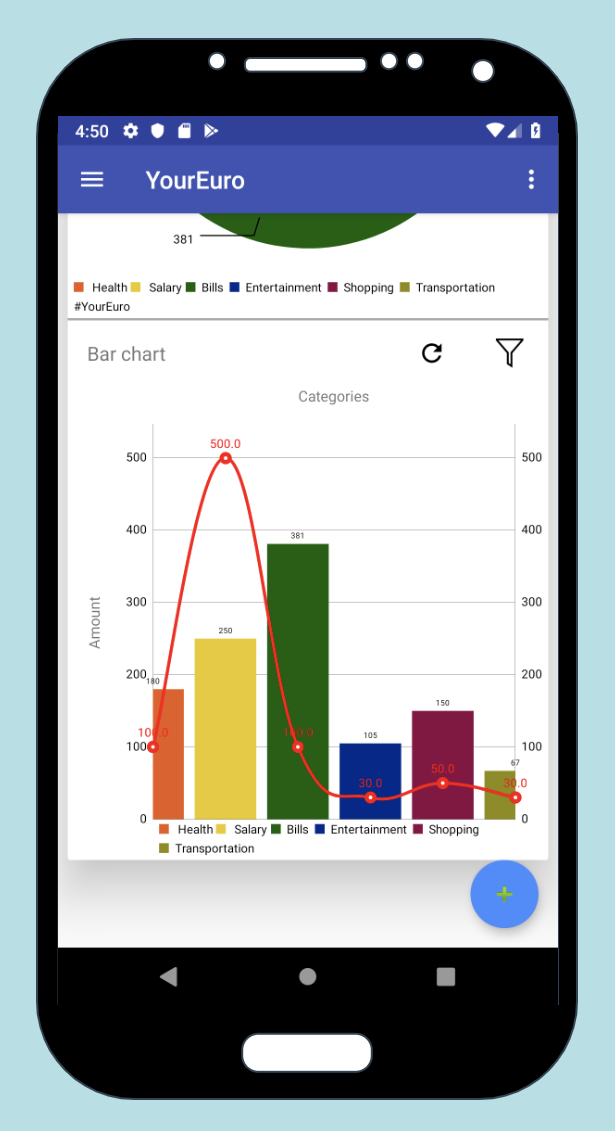 4:50
YourEuro
381
Health Salary Bills Entertainment Shopping Transportation
#YourEuro
Bar chart
Categories
500.0
500 500
400 400
381
300 300
250
Amount
200 200
180
150
100.0 100.0
105
100 100
67
30.0 50.0 30.0
0 0
Health Salary Bills Entertainment Shopping
Transportation